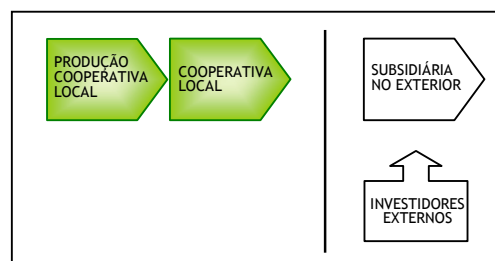 PRODUÇÃO
COOPERATIVA
LOCAL
COOPERATIVA
LOCAL
SUBSIDIÁRIA
NO EXTERIOR
INVESTIDORES
EXTERNOS